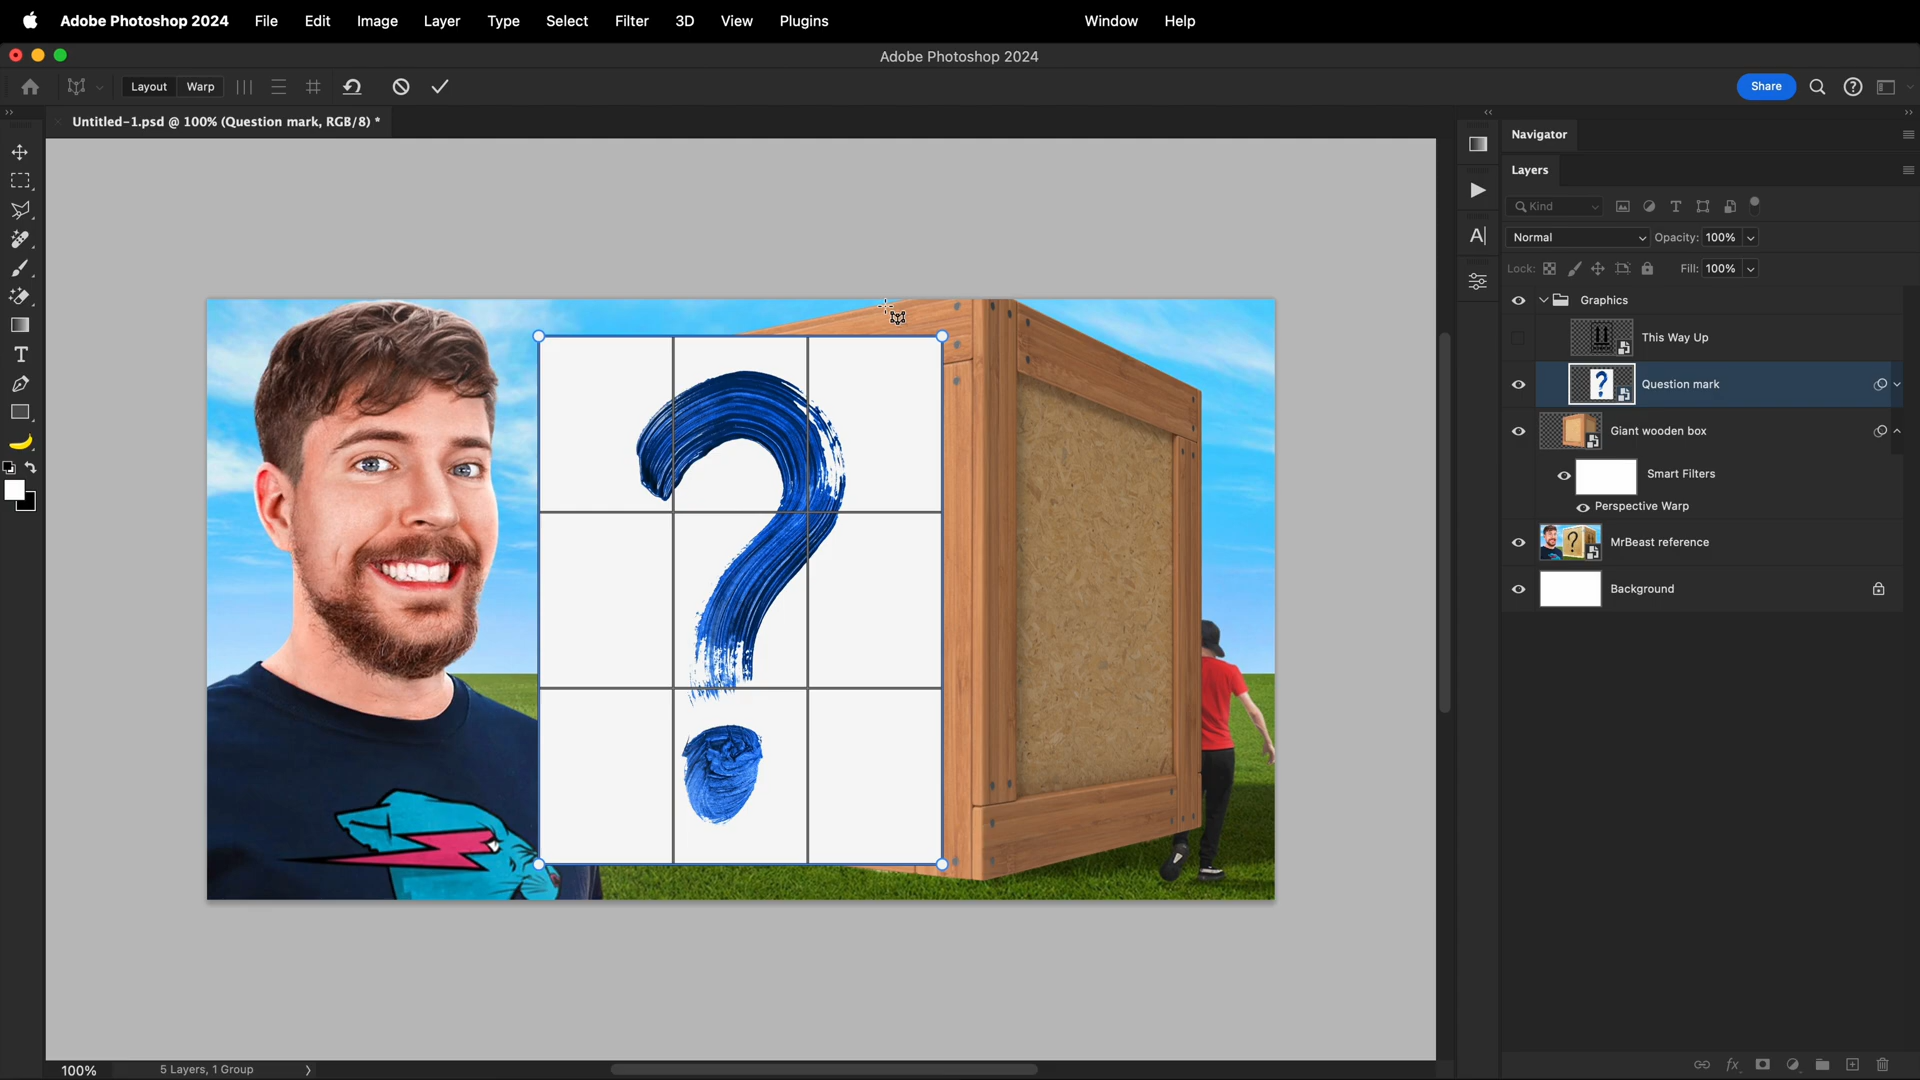 Adobe Photoshop 2024 File Edit Image Layer Type Select Filter 3D View Plugins Window Help
Adobe Photoshop 2024
Layout Warp Share
Untitled-1.psd @ 100% (Question mark, RGB/8) *
Navigator
Layers
Kind
Normal Opacity: 100%
Lock: Fill: 100%
Graphics
This Way Up
Question mark
Giant wooden box
Smart Filters
Perspective Warp
MrBeast reference
Background
?
100% 5 Layers, 1 Group